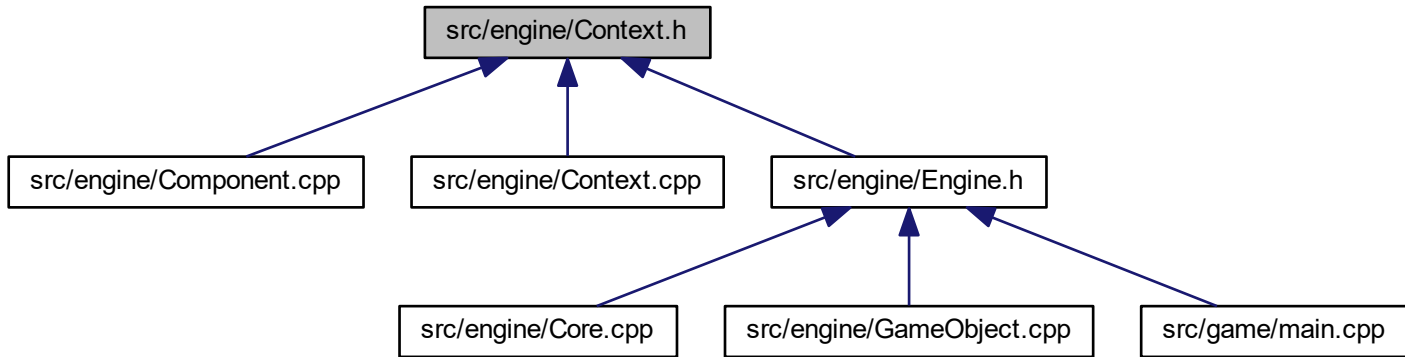 src/engine/Context.h
src/engine/Component.cpp
src/engine/Context.cpp
src/engine/Engine.h
src/engine/Core.cpp
src/engine/GameObject.cpp
src/game/main.cpp